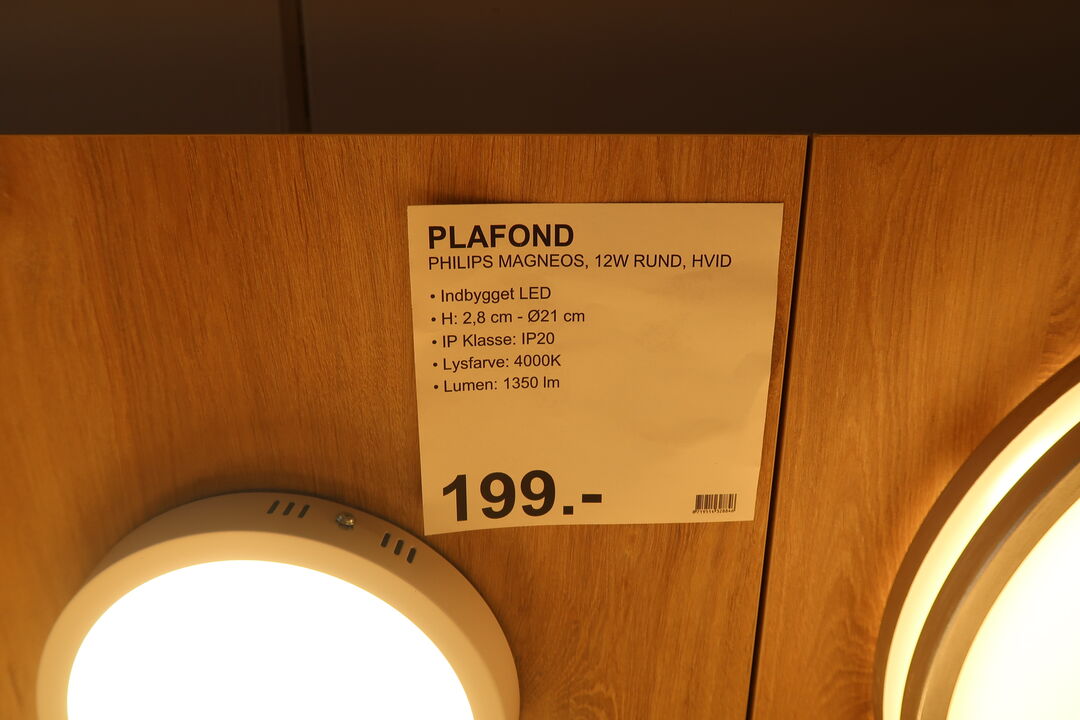 PLAFOND
PHILIPS MAGNEOS, 12W RUND, HVID
• Indbygget LED
• H: 2,8 cm - Ø21 cm
• IP Klasse: IP20
• Lysfarve: 4000K
• Lumen: 1350 lm
199.-